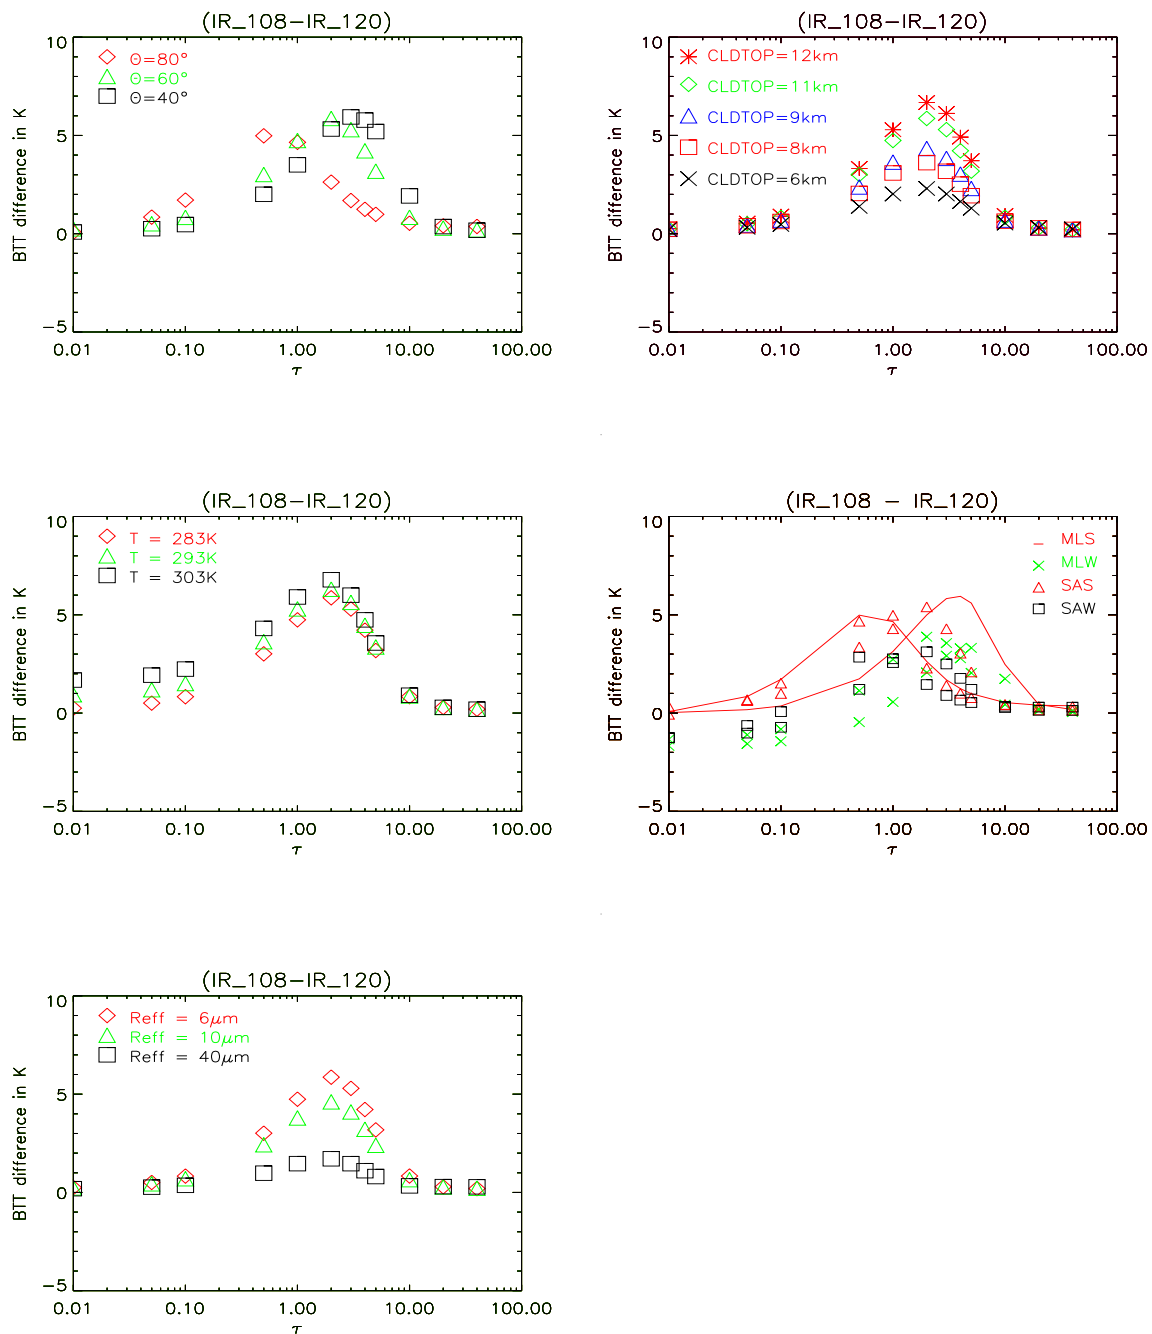 (IR_108−IR_120)
BTT difference in K
10
5
0
−5
◇ Θ=80°
△ Θ=60°
□ Θ=40°
0.01 0.10 1.00 10.00 100.00
τ
(IR_108−IR_120)
BTT difference in K
10
5
0
−5
CLDTOP=12km
CLDTOP=11km
CLDTOP=9km
CLDTOP=8km
CLDTOP=6km
0.01 0.10 1.00 10.00 100.00
τ
(IR_108−IR_120)
BTT difference in K
10
5
0
−5
T = 283K
T = 293K
T = 303K
0.01 0.10 1.00 10.00 100.00
τ
(IR_108 − IR_120)
BTT difference in K
10
5
0
−5
MLS
MLW
SAS
SAW
0.01 0.10 1.00 10.00 100.00
τ
(IR_108−IR_120)
BTT difference in K
10
5
0
−5
Reff = 6μm
Reff = 10μm
Reff = 40μm
0.01 0.10 1.00 10.00 100.00
τ